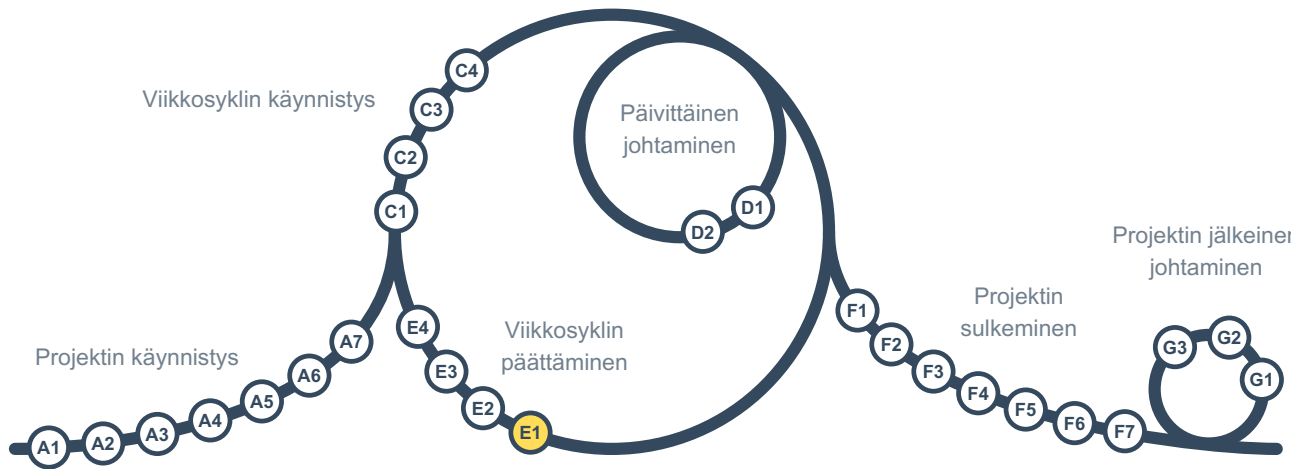 Viikkosyklin käynnistys
C4
C3
C2
C1
Päivittäinen
johtaminen
D1
D2
Projektin käynnistys
A1
A2
A3
A4
A5
A6
A7
Viikkosyklin
päättäminen
E4
E3
E2
E1
Projektin
sulkeminen
F1
F2
F3
F4
F5
F6
F7
Projektin jälkeinen
johtaminen
G3
G2
G1